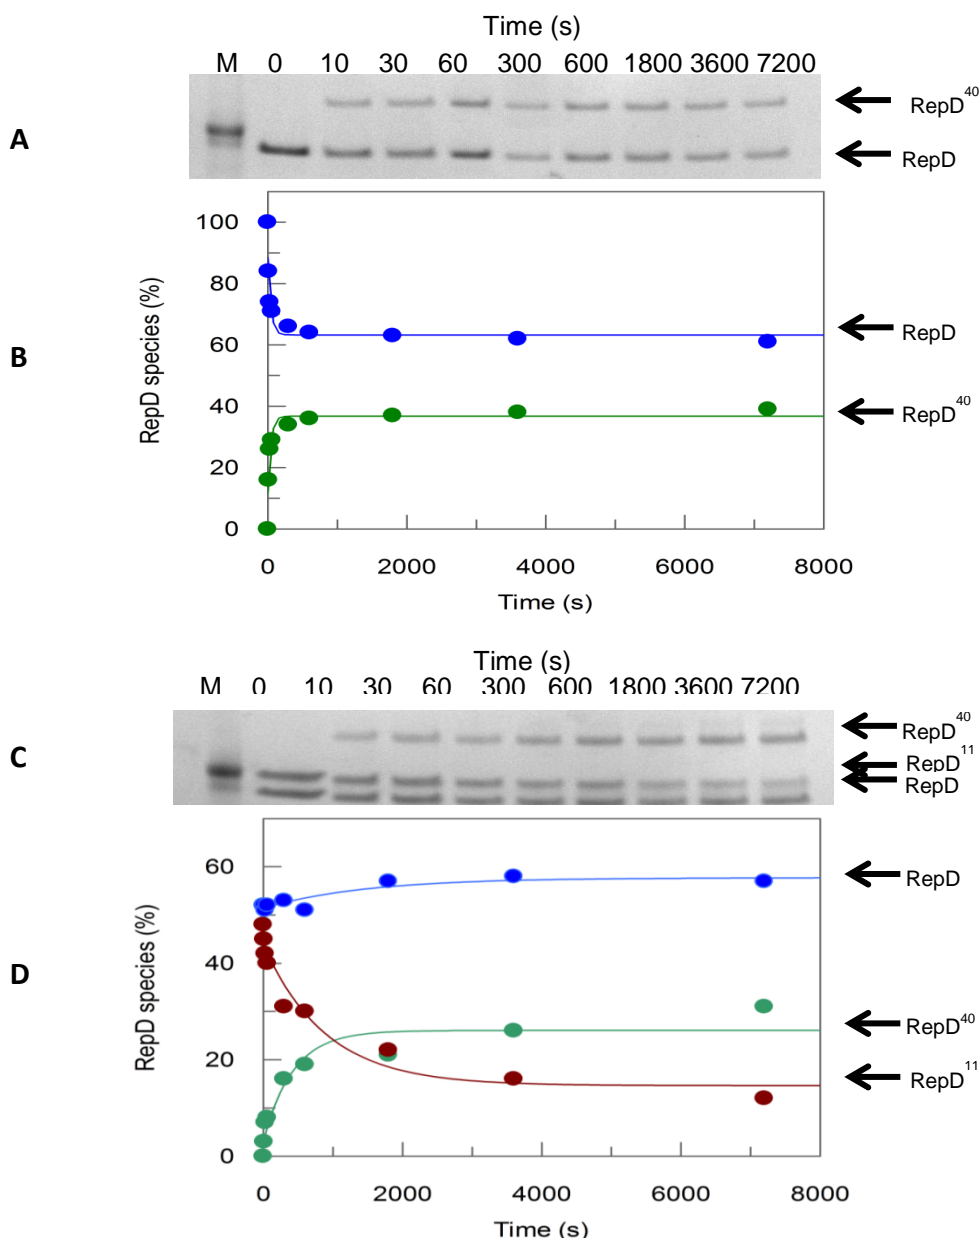 Time (s)
M 0 10 30 60 300 600 1800 3600 7200
A
RepD40
RepD
B
RepD species (%)
100
80
60
40
20
0
RepD
RepD40
0 2000 4000 6000 8000
Time (s)
Time (s)
M 0 10 30 60 300 600 1800 3600 7200
C
RepD40
RepD11
RepD
D
RepD species (%)
60
40
20
0
RepD
RepD40
RepD11
0 2000 4000 6000 8000
Time (s)